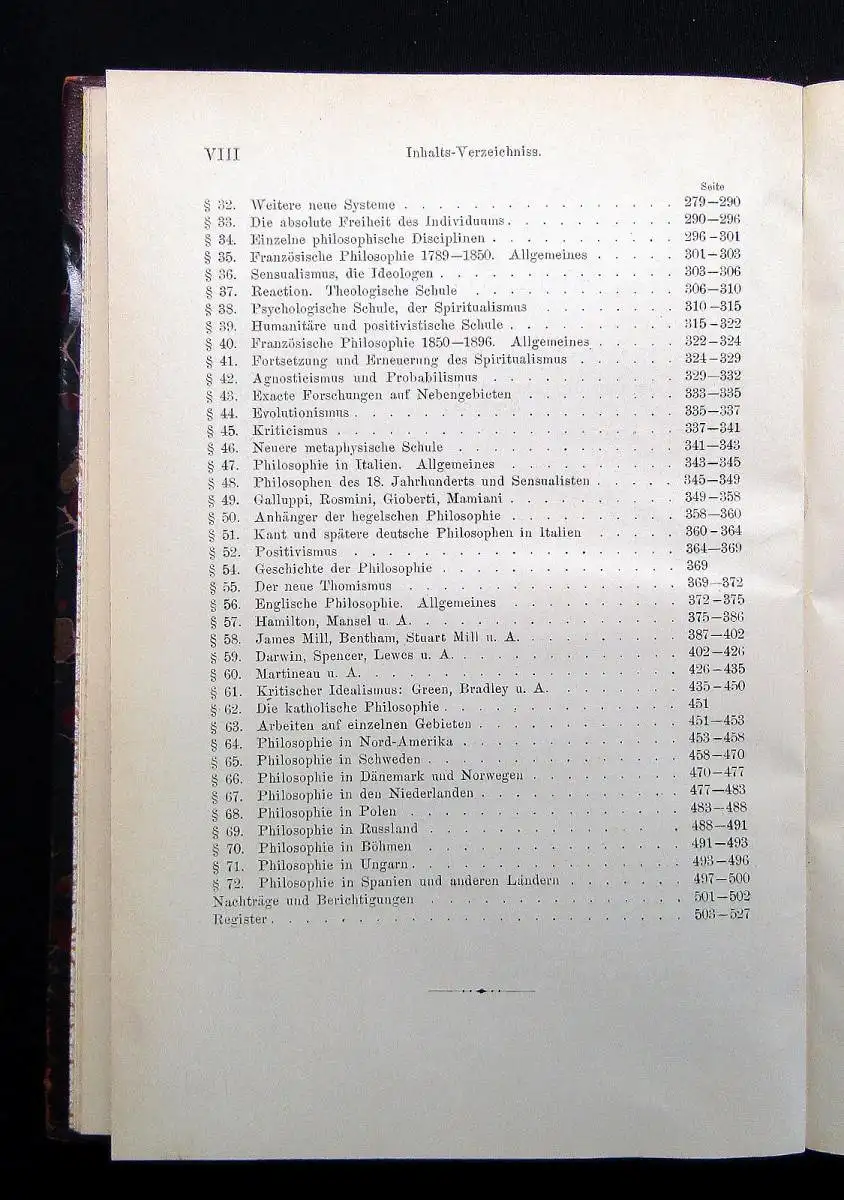 VIII Inhalts-Verzeichniss.
Seite
§ 32. Weitere neue Systeme . . . . . . . . . . . . . . . . 279—290
§ 33. Die absolute Freiheit des Individuums . . . . . . . . . . 290—296
§ 34. Einzelne philosophische Disciplinen . . . . . . . . . . . 296–301
§ 35. Französische Philosophie 1789—1850. Allgemeines . . . . . 301–303
§ 36. Sensualismus, die Ideologen . . . . . . . . . . . . . . 303—306
§ 37. Reaction. Theologische Schule . . . . . . . . . . . . 306—310
§ 38. Psychologische Schule, der Spiritualismus . . . . . . . . 310—315
§ 39. Humanitäre und positivistische Schule . . . . . . . . . . 315–322
§ 40. Französische Philosophie 1850—1896. Allgemeines . . . . . 322–324
§ 41. Fortsetzung und Erneuerung des Spiritualismus . . . . . . 324–329
§ 42. Agnosticismus und Probabilismus . . . . . . . . . . . 329—332
§ 43. Exacte Forschungen auf Nebengebieten . . . . . . . . . 333—335
§ 44. Evolutionismus . . . . . . . . . . . . . . . . . . . 335—337
§ 45. Kriticismus . . . . . . . . . . . . . . . . . . . . 337—341
§ 46. Neuere metaphysische Schule . . . . . . . . . . . . . 341—343
§ 47. Philosophie in Italien. Allgemeines . . . . . . . . . . 343–345
§ 48. Philosophen des 18. Jahrhunderts und Sensualisten . . . . . 345—349
§ 49. Galluppi, Rosmini, Gioberti, Mamiani . . . . . . . . . . 349—358
§ 50. Anhänger der hegelschen Philosophie . . . . . . . . . . 358—360
§ 51. Kant und spätere deutsche Philosophen in Italien . . . . . 360–364
§ 52. Positivismus . . . . . . . . . . . . . . . . . . . 364—369
§ 54. Geschichte der Philosophie . . . . . . . . . . . . . . 369
§ 55. Der neue Thomismus . . . . . . . . . . . . . . . . 369—372
§ 56. Englische Philosophie. Allgemeines . . . . . . . . . . 372–375
§ 57. Hamilton, Mansel u. A. . . . . . . . . . . . . . . . 375—386
§ 58. James Mill, Bentham, Stuart Mill u. A. . . . . . . . . . 387—402
§ 59. Darwin, Spencer, Lewes u. A. . . . . . . . . . . . . . 402—426
§ 60. Martineau u. A. . . . . . . . . . . . . . . . . . . 426–435
§ 61. Kritischer Idealismus: Green, Bradley u. A. . . . . . . . 435—450
§ 62. Die katholische Philosophie . . . . . . . . . . . . . . 451
§ 63. Arbeiten auf einzelnen Gebieten . . . . . . . . . . . . 451—453
§ 64. Philosophie in Nord-Amerika . . . . . . . . . . . . . 453–458
§ 65. Philosophie in Schweden . . . . . . . . . . . . . . . 458—470
§ 66. Philosophie in Dänemark und Norwegen . . . . . . . . . 470—477
§ 67. Philosophie in den Niederlanden . . . . . . . . . . . . 477—483
§ 68. Philosophie in Polen . . . . . . . . . . . . . . . . 483—488
§ 69. Philosophie in Russland . . . . . . . . . . . . . . . 488—491
§ 70. Philosophie in Böhmen . . . . . . . . . . . . . . . 491—493
§ 71. Philosophie in Ungarn . . . . . . . . . . . . . . . . 493—496
§ 72. Philosophie in Spanien und anderen Ländern . . . . . . . 497—500
Nachträge und Berichtigungen . . . . . . . . . . . . . . . 501—502
Register . . . . . . . . . . . . . . . . . . . . . . . 503—527